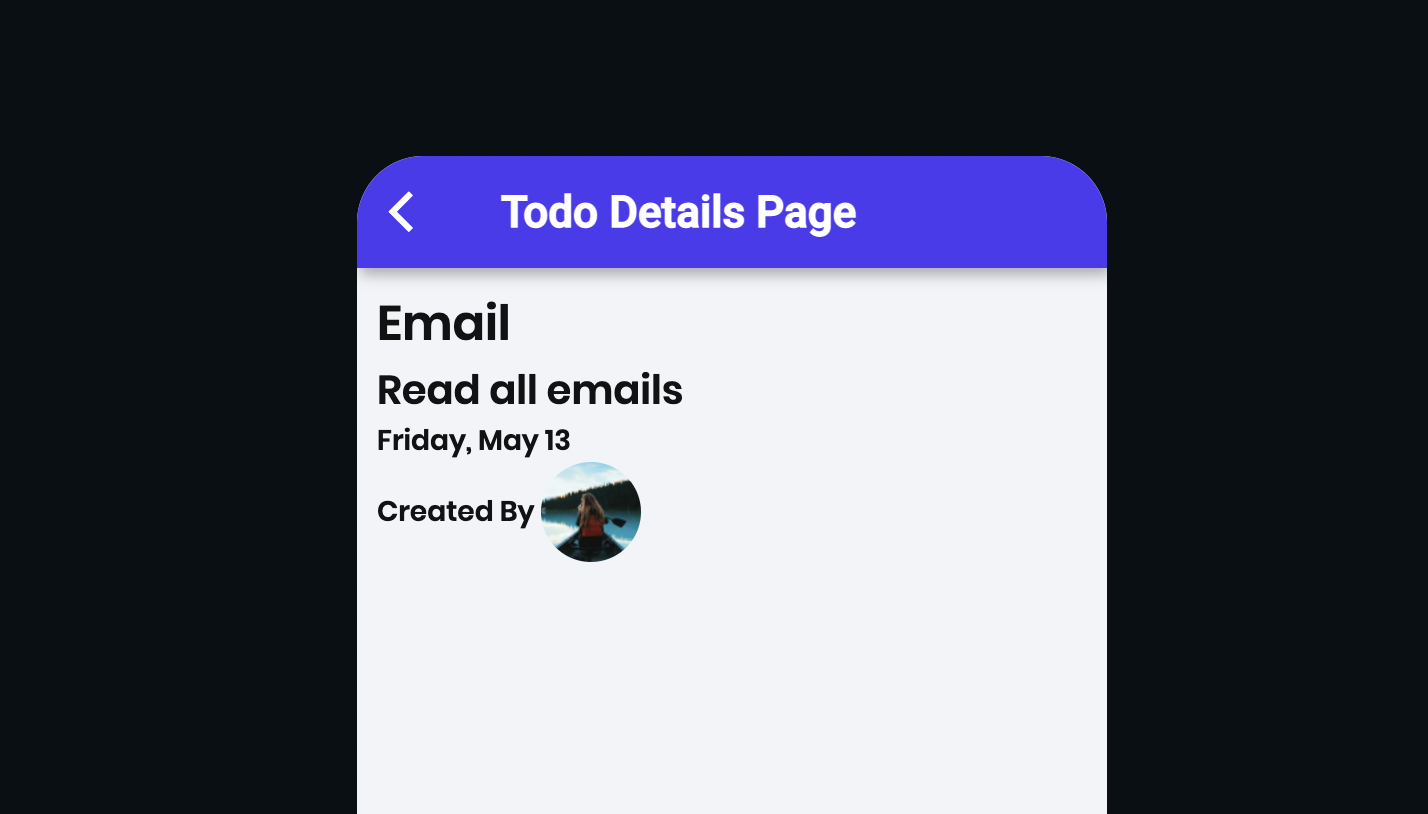 Todo Details Page
Email
Read all emails
Friday, May 13
Created By